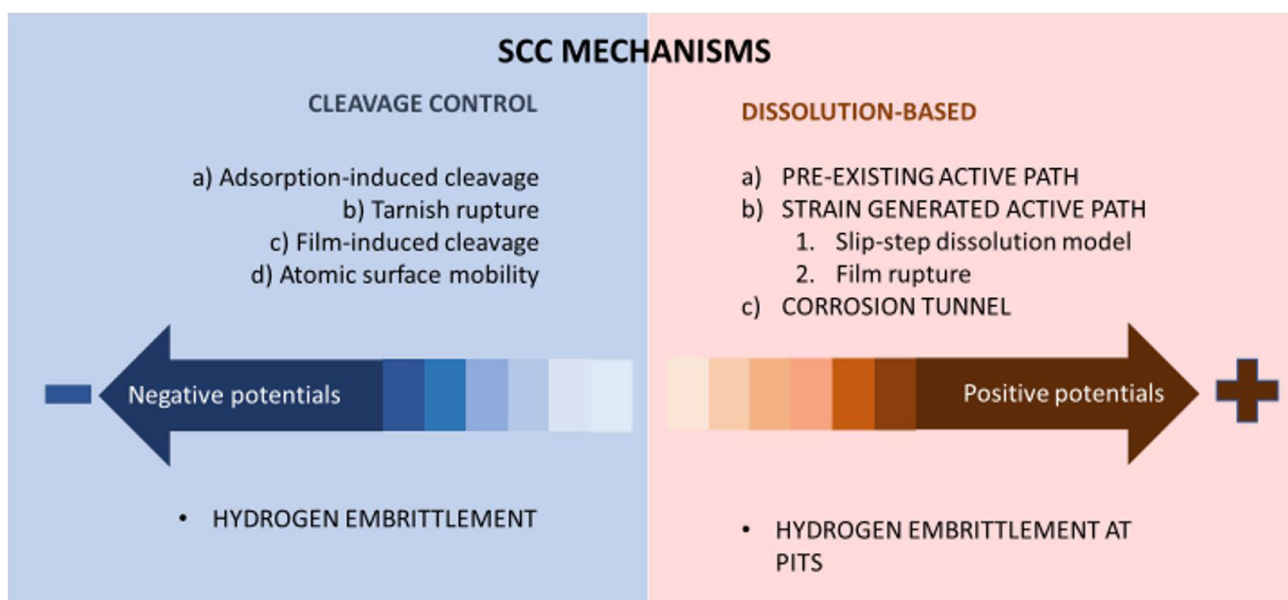 SCC MECHANISMS
CLEAVAGE CONTROL
a) Adsorption-induced cleavage
b) Tarnish rupture
c) Film-induced cleavage
d) Atomic surface mobility
DISSOLUTION-BASED
a) PRE-EXISTING ACTIVE PATH
b) STRAIN GENERATED ACTIVE PATH
1. Slip-step dissolution model
2. Film rupture
c) CORROSION TUNNEL
Negative potentials
Positive potentials
• HYDROGEN EMBRITTLEMENT
• HYDROGEN EMBRITTLEMENT AT
PITS